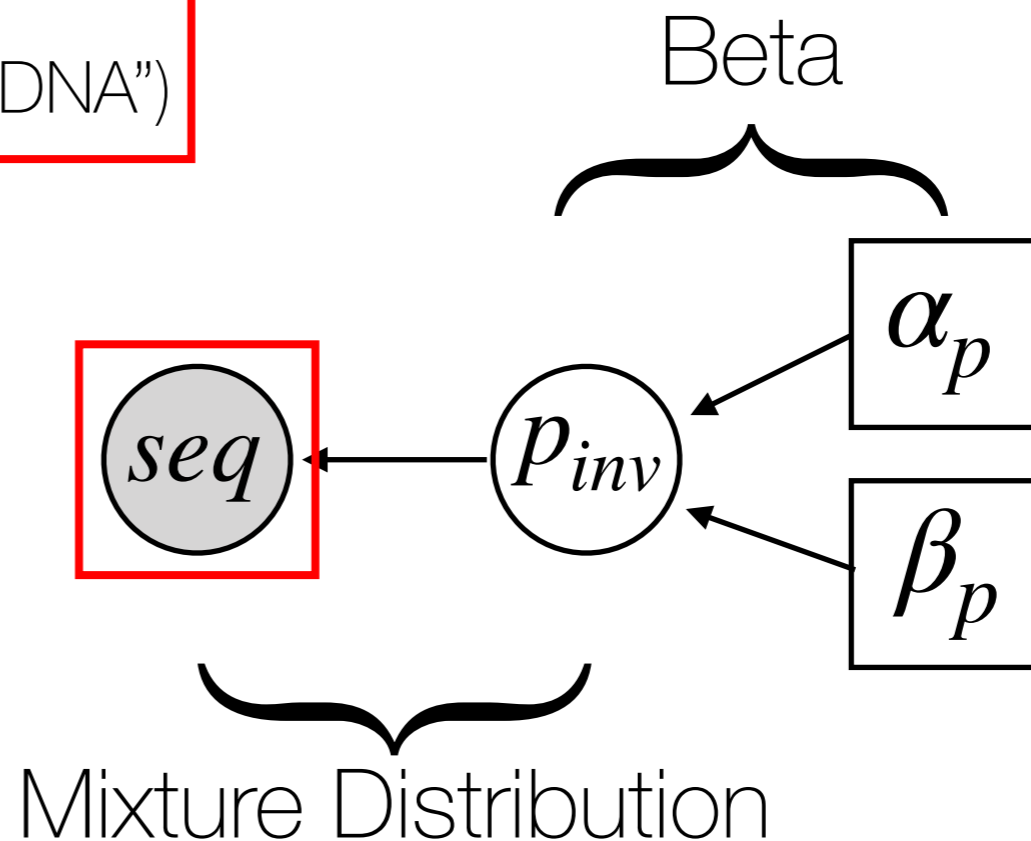 DNA”)
Beta
α_p
seq
p_inv
β_p
Mixture Distribution